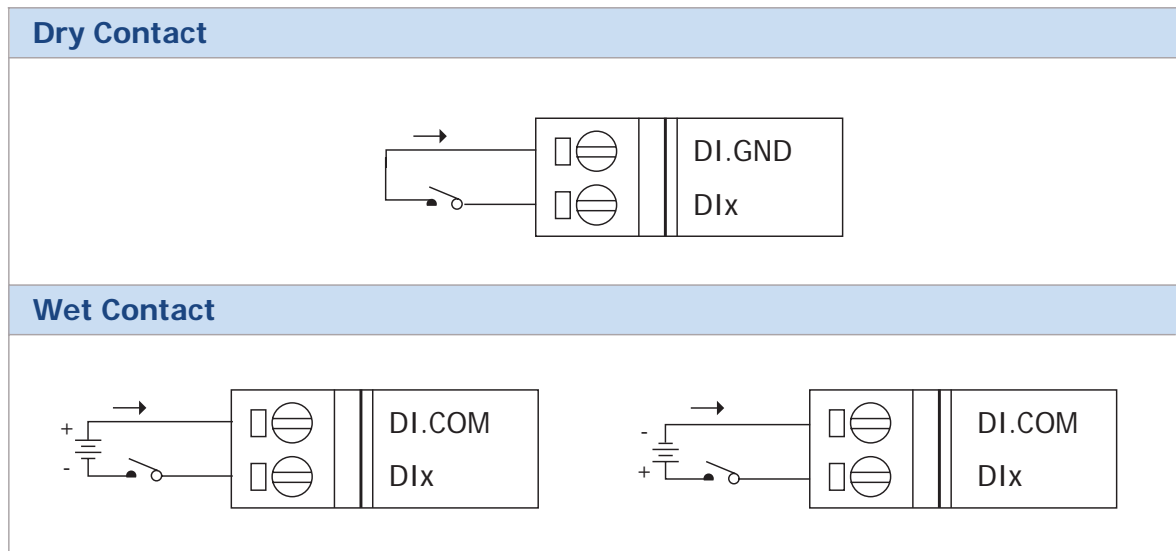 Dry Contact
DI.GND
DIx
Wet Contact
+
-
DI.COM
DIx
-
+
DI.COM
DIx